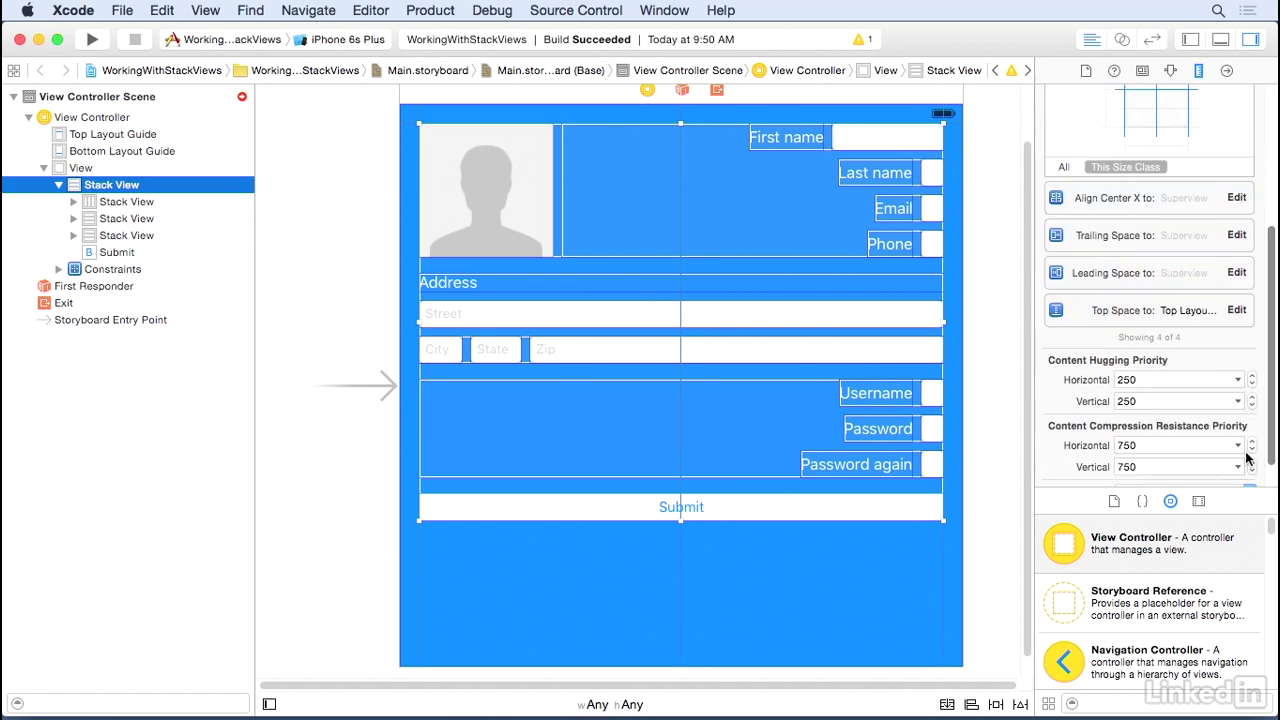 Xcode File Edit View Find Navigate Editor Product Debug Source Control Window Help
Working...ackViews iPhone 6s Plus WorkingWithStackViews Build Succeeded Today at 9:50 AM 1
WorkingWithStackViews Working...StackViews Main.storyboard Main.stor...ard (Base) View Controller Scene View Controller View Stack View
View Controller Scene
View Controller
Top Layout Guide
Bottom Layout Guide
View
Stack View
Stack View
Stack View
Stack View
B Submit
Constraints
First Responder
Exit
Storyboard Entry Point
First name
Last name
Email
Phone
Address
Street
City State Zip
Username
Password
Password again
Submit
wAny hAny
All This Size Class
Align Center X to: Superview Edit
Trailing Space to: Superview Edit
Leading Space to: Superview Edit
Top Space to: Top Layou... Edit
Showing 4 of 4
Content Hugging Priority
Horizontal 250
Vertical 250
Content Compression Resistance Priority
Horizontal 750
Vertical 750
View Controller - A controller
that manages a view.
Storyboard Reference -
Provides a placeholder for a view
controller in an external storybo...
Navigation Controller - A
controller that manages navigation
through a hierarchy of views.
LinkedIn